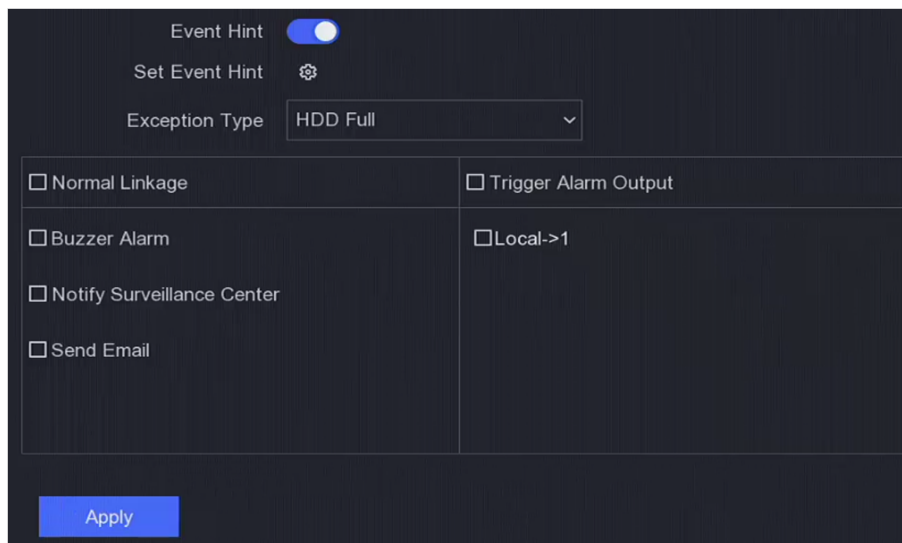 Event Hint
Set Event Hint
Exception Type HDD Full
Normal Linkage Trigger Alarm Output
Buzzer Alarm Local->1
Notify Surveillance Center
Send Email
Apply